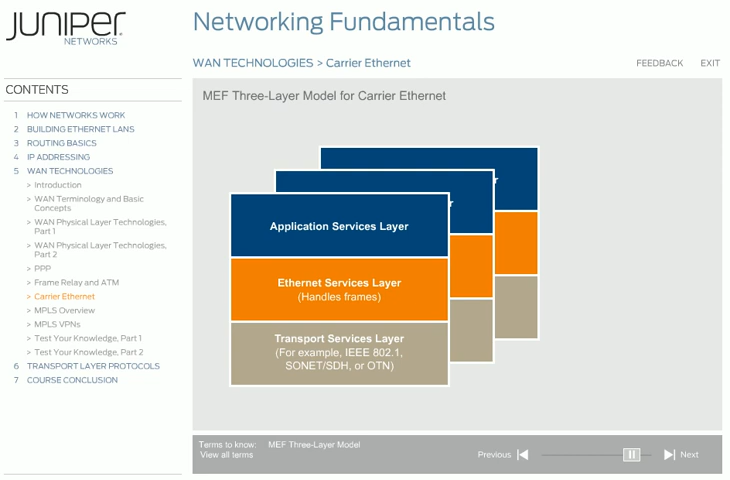 JUNIPER
NETWORKS
Networking Fundamentals
WAN TECHNOLOGIES > Carrier Ethernet
FEEDBACK EXIT
CONTENTS
1 HOW NETWORKS WORK
2 BUILDING ETHERNET LANS
3 ROUTING BASICS
4 IP ADDRESSING
5 WAN TECHNOLOGIES
> Introduction
> WAN Terminology and Basic
Concepts
> WAN Physical Layer Technologies,
Part 1
> WAN Physical Layer Technologies,
Part 2
> PPP
> Frame Relay and ATM
> Carrier Ethernet
> MPLS Overview
> MPLS VPNs
> Test Your Knowledge, Part 1
> Test Your Knowledge, Part 2
6 TRANSPORT LAYER PROTOCOLS
7 COURSE CONCLUSION
MEF Three-Layer Model for Carrier Ethernet
r
r
Application Services Layer
Ethernet Services Layer
(Handles frames)
Transport Services Layer
(For example, IEEE 802.1,
SONET/SDH, or OTN)
Terms to know: MEF Three-Layer Model
View all terms
Previous
Next